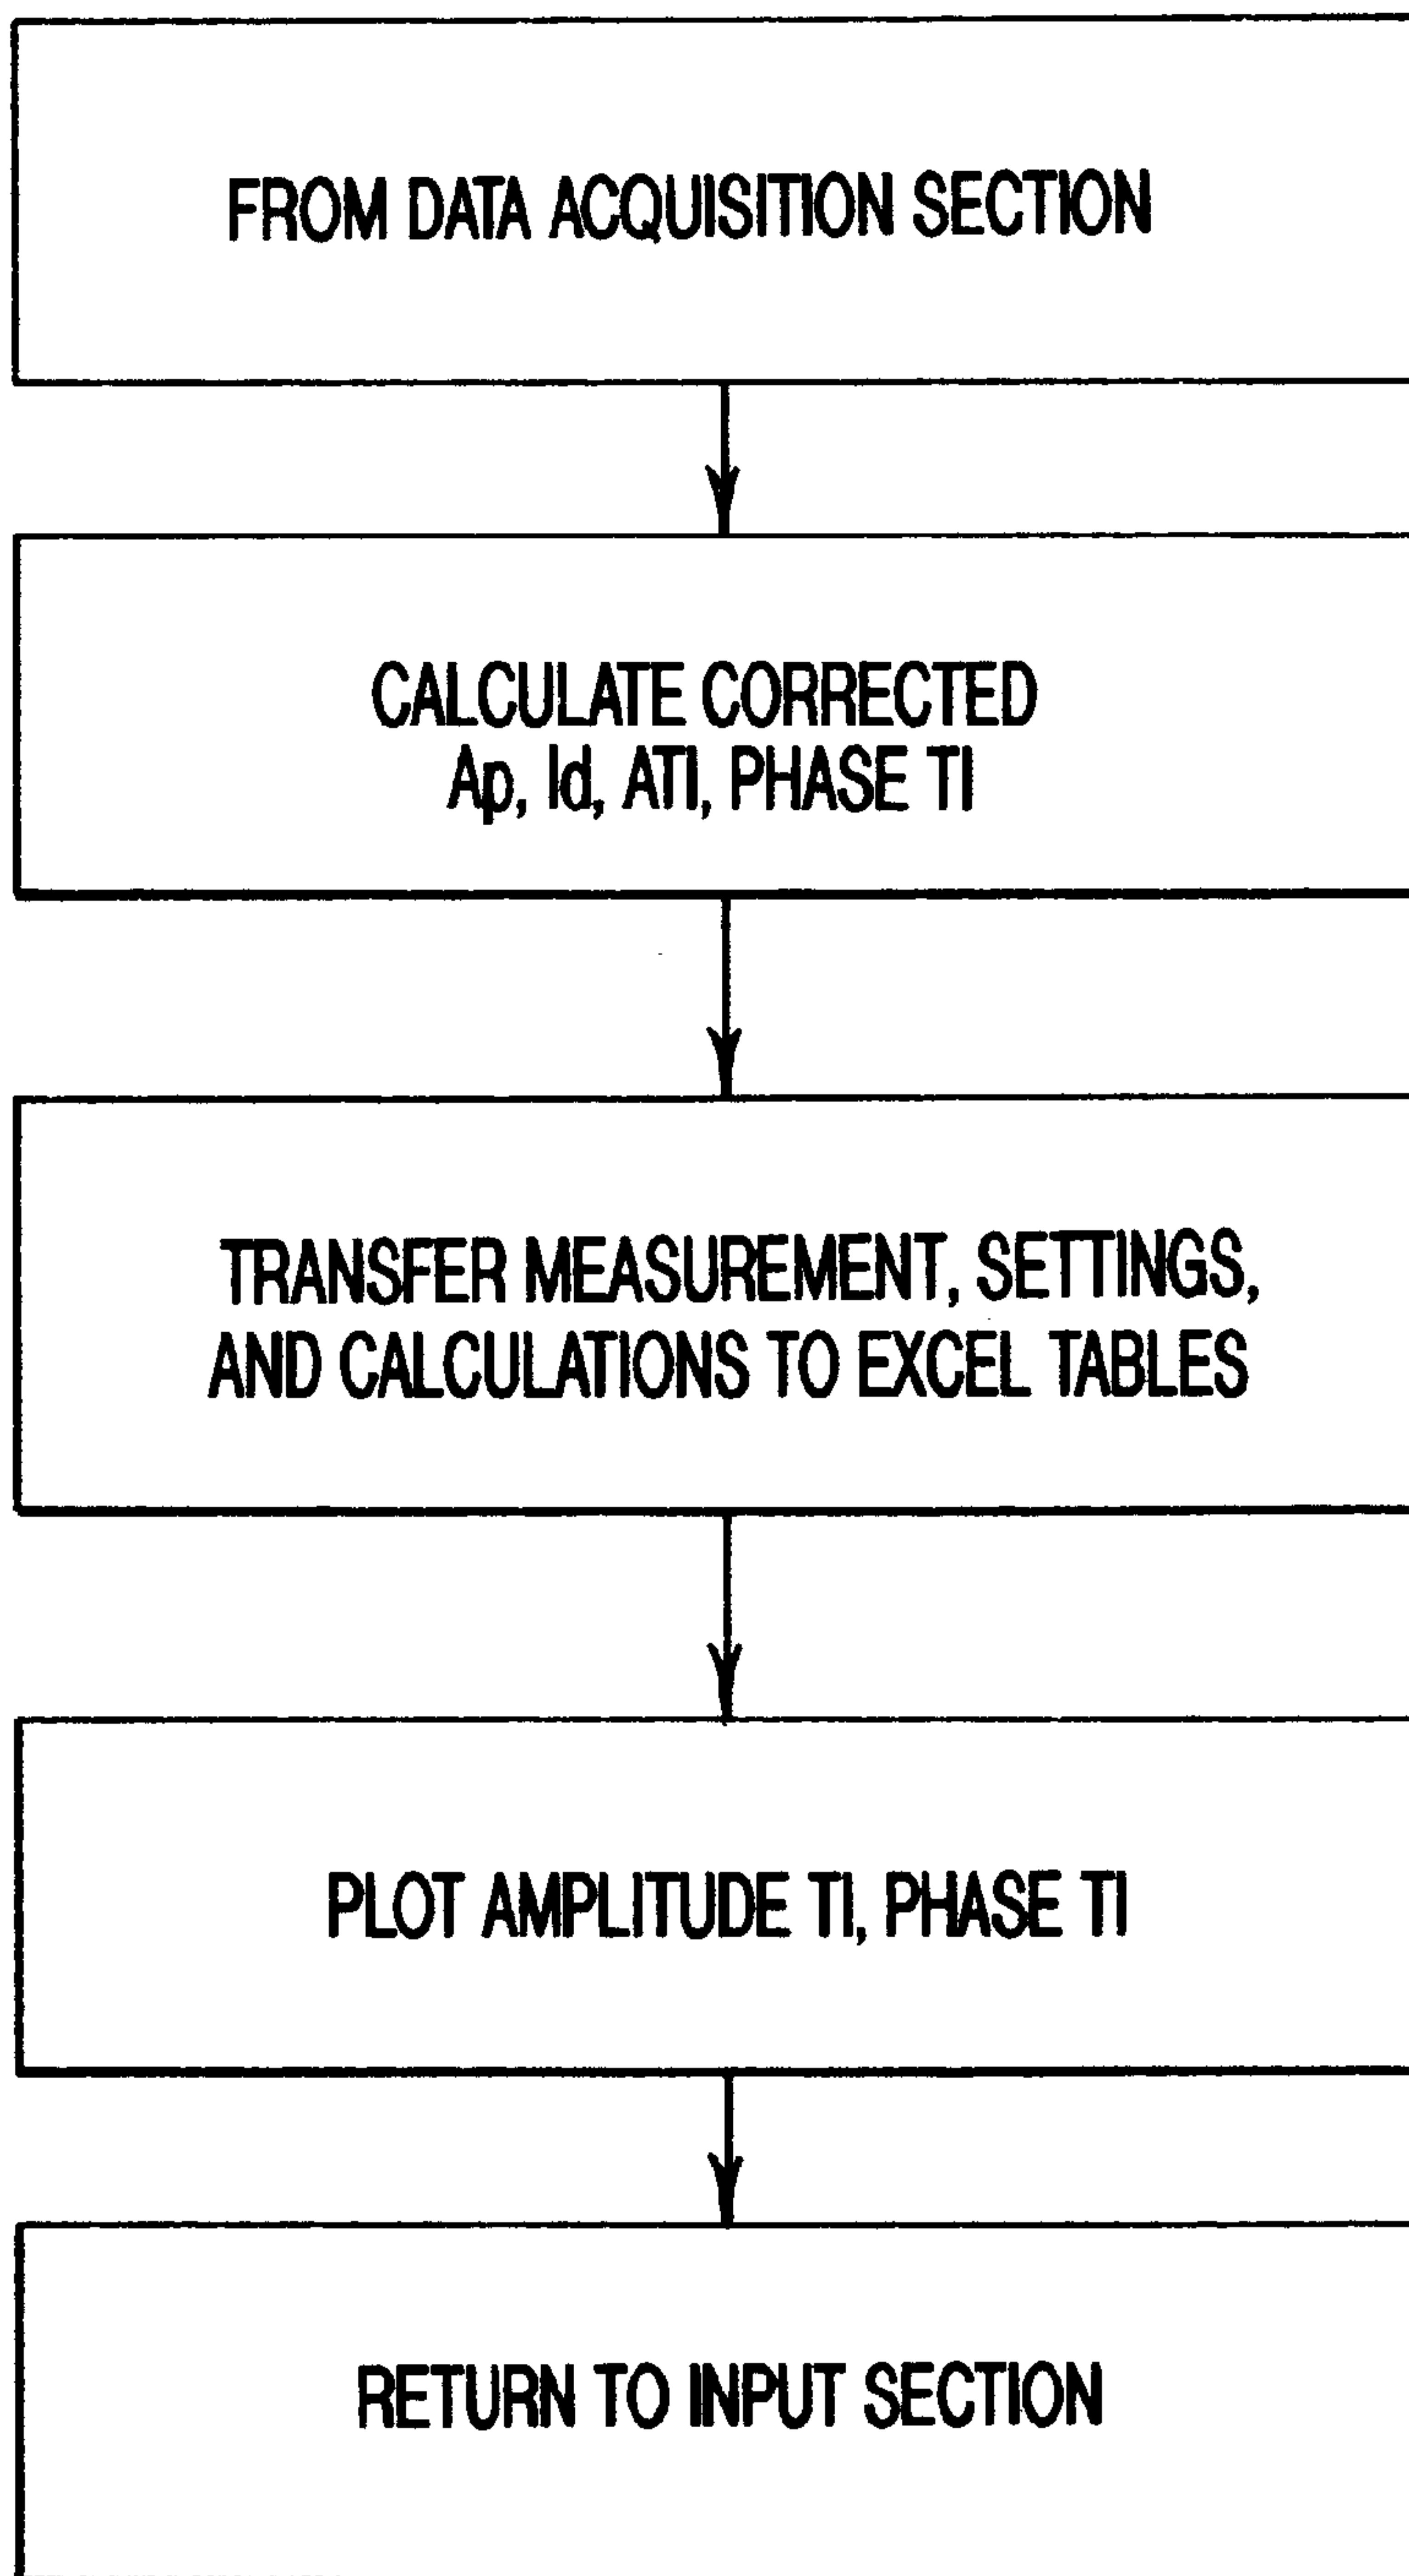 FROM DATA ACQUISITION SECTION
CALCULATE CORRECTED
Ap, Id, ATI, PHASE TI
TRANSFER MEASUREMENT, SETTINGS,
AND CALCULATIONS TO EXCEL TABLES
PLOT AMPLITUDE TI, PHASE TI
RETURN TO INPUT SECTION